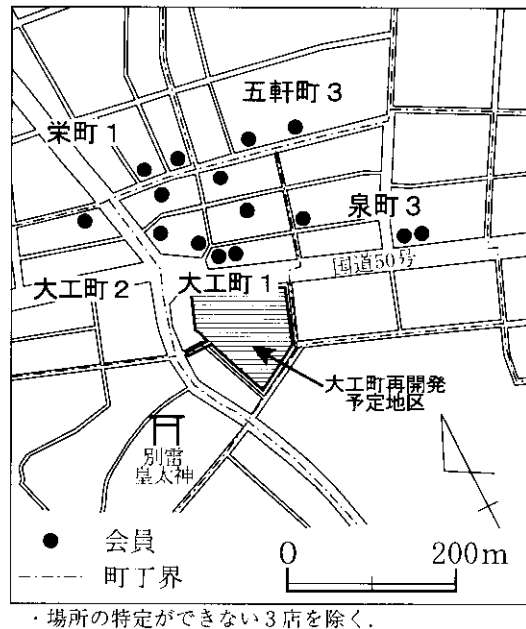 五軒町3
栄町1
泉町3
国道50号
大工町1
大工町2
大工町再開発
予定地区
別雷
皇太神
会員
町丁界
0 200m
・場所の特定ができない3店を除く.